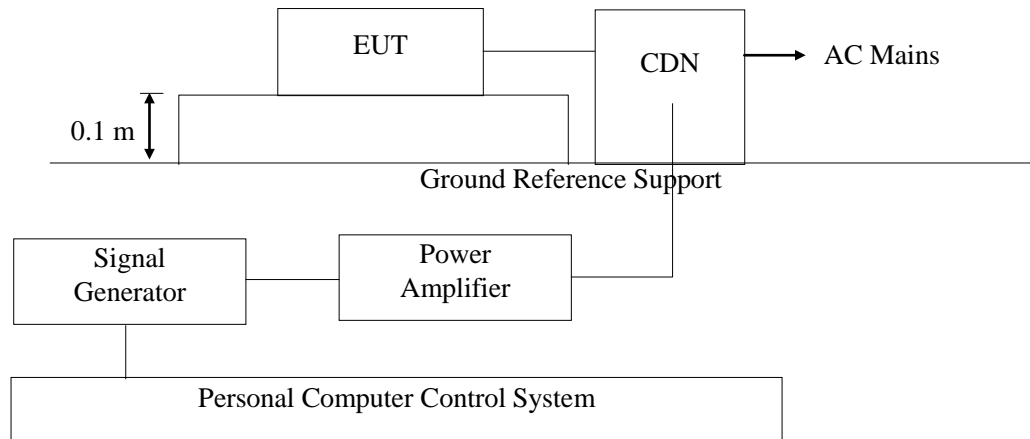 EUT
CDN
AC Mains
0.1 m
Ground Reference Support
Signal
Generator
Power
Amplifier
Personal Computer Control System